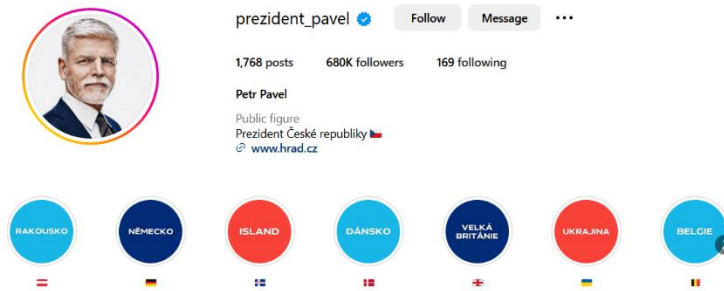 prezident_pavel Follow Message
1,768 posts 680K followers 169 following
Petr Pavel
Public figure
Prezident České republiky 🇨🇿
www.hrad.cz
RAKOUSKO
NĚMECKO
ISLAND
DÁNSKO
VELKÁ
BRITÁNIE
UKRAJINA
BELGIE